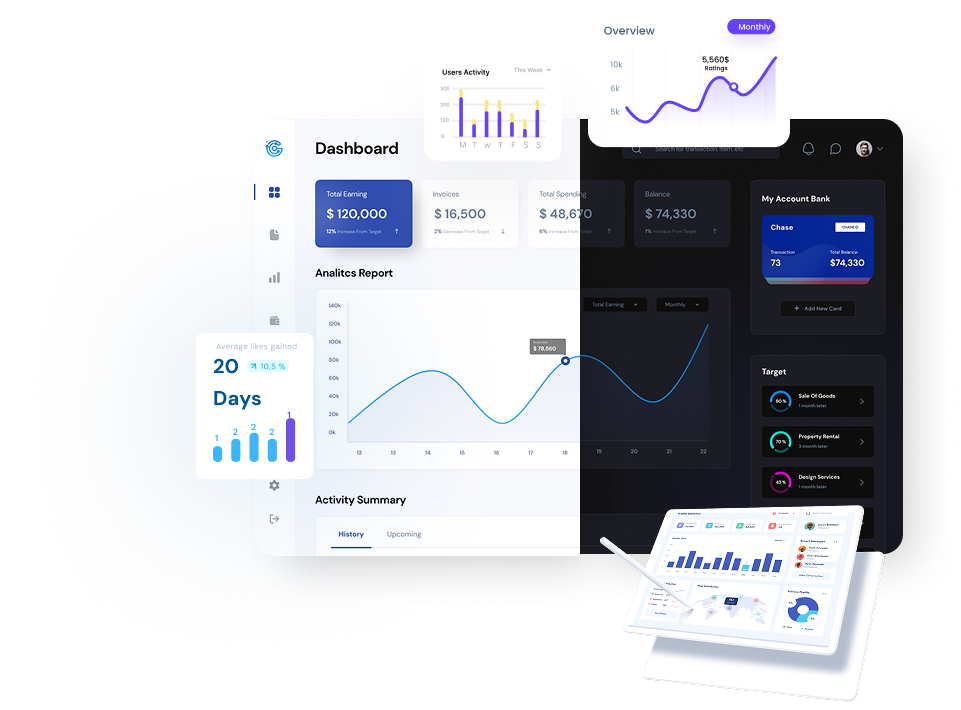 Overview
Monthly
10k
6k
5k
5,560$
Ratings
Users Activity
This Week
300
200
100
0
M T w T F S S
Dashboard
Search for transaction, item, etc
Total Earning
$ 120,000
12% Increase From Target
Invoices
$ 16,500
2% Decrease From Target
Total Spending
$ 48,670
6% Increase From Target
Balance
$ 74,330
1% Increase From Target
My Account Bank
Chase
CHASE
Transaction
73
Total Balance
$74,330
+ Add New Card
Analitcs Report
Total Earning
Monthly
140k
120k
100k
80k
60k
40k
20k
0k
$ 78,560
12 13 14 15 16 17 18 19 20 21 22
Average likes gained
20
10,5 %
Days
1 2 2 2 1
Target
60 %
Sale Of Goods
1 month later
70 %
Property Rental
3 month later
43 %
Design Services
1 month later
Activity Summary
History
Upcoming